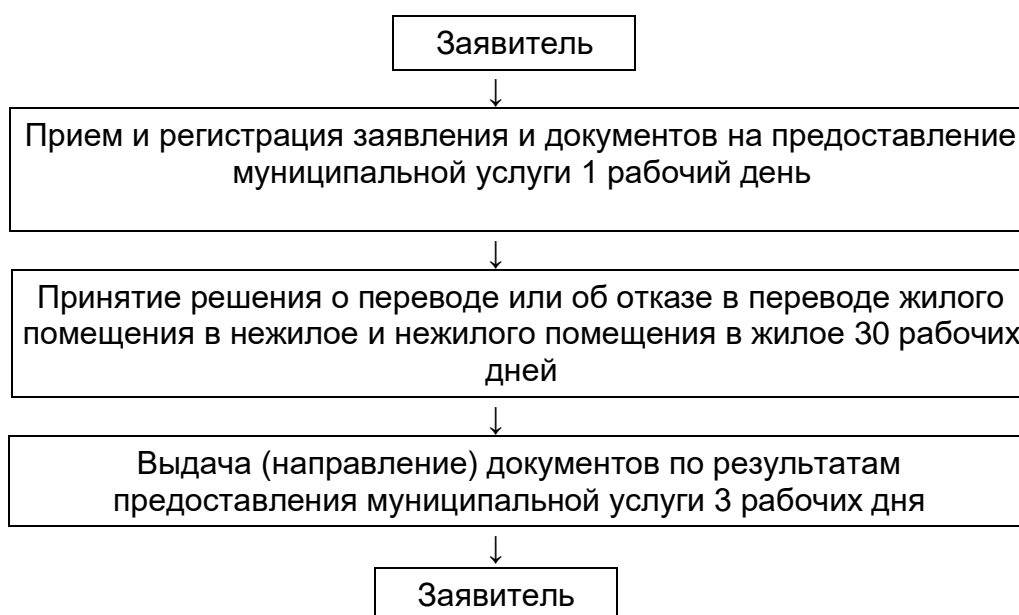 Заявитель
↓
Прием и регистрация заявления и документов на предоставление
муниципальной услуги 1 рабочий день
↓
Принятие решения о переводе или об отказе в переводе жилого
помещения в нежилое и нежилого помещения в жилое 30 рабочих
дней
↓
Выдача (направление) документов по результатам
предоставления муниципальной услуги 3 рабочих дня
↓
Заявитель